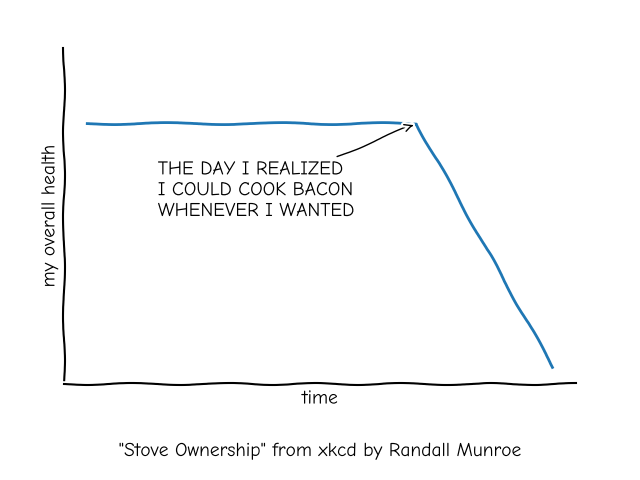 my overall health
THE DAY I REALIZED
I COULD COOK BACON
WHENEVER I WANTED
time
"Stove Ownership" from xkcd by Randall Munroe